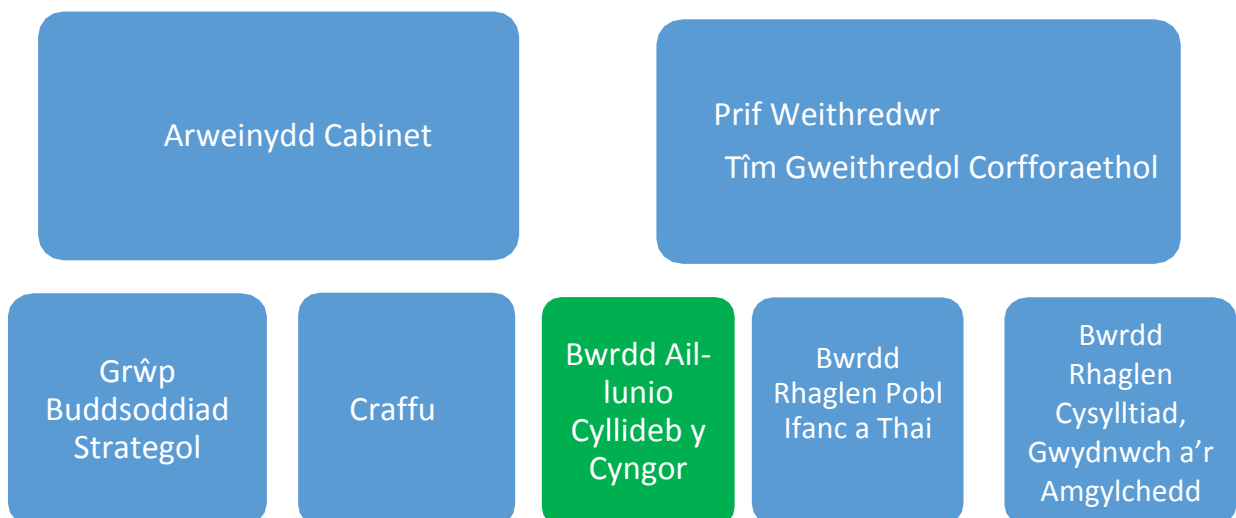 Arweinydd Cabinet
Prif Weithredwr
Tîm Gweithredol Corfforaethol
Grŵp
Buddsoddiad
Strategol
Craffu
Bwrdd Ail-
lunio
Cyllideb y
Cyngor
Bwrdd
Rhaglen Pobl
Ifanc a Thai
Bwrdd
Rhaglen
Cysylltiad,
Gwydnwch a’r
Amgylchedd